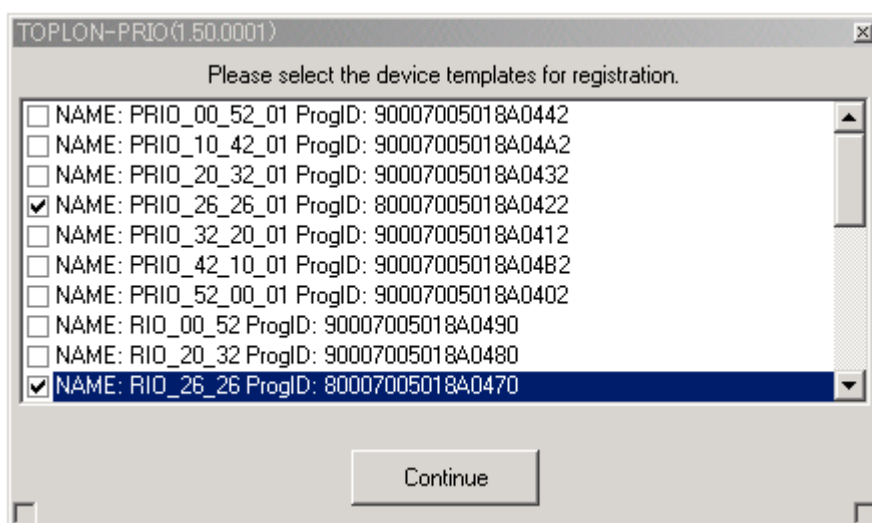 TOPLON-PRIO(1.50.0001)
Please select the device templates for registration.
NAME: PRIO_00_52_01 ProgID: 90007005018A0442
NAME: PRIO_10_42_01 ProgID: 90007005018A04A2
NAME: PRIO_20_32_01 ProgID: 90007005018A0432
NAME: PRIO_26_26_01 ProgID: 80007005018A0422
NAME: PRIO_32_20_01 ProgID: 90007005018A0412
NAME: PRIO_42_10_01 ProgID: 90007005018A04B2
NAME: PRIO_52_00_01 ProgID: 90007005018A0402
NAME: RIO_00_52 ProgID: 90007005018A0490
NAME: RIO_20_32 ProgID: 90007005018A0480
NAME: RIO_26_26 ProgID: 80007005018A0470
Continue